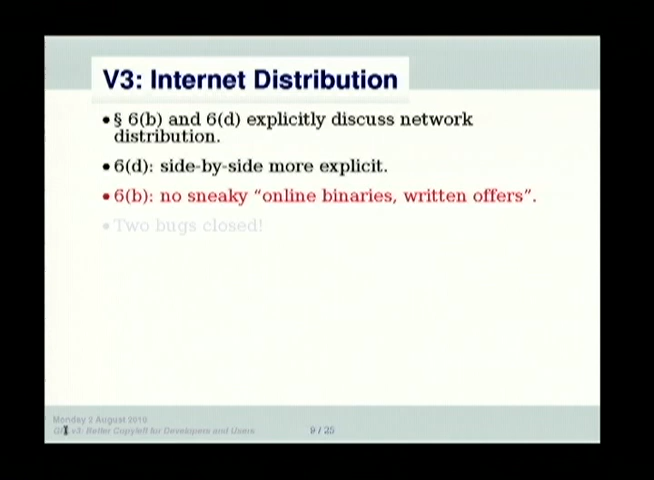 V3: Internet Distribution
• § 6(b) and 6(d) explicitly discuss network
distribution.
• 6(d): side-by-side more explicit.
• 6(b): no sneaky “online binaries, written offers”.
• Two bugs closed!
Monday 2 August 2010
v3: Better Copyleft for Developers and Users
9 / 25